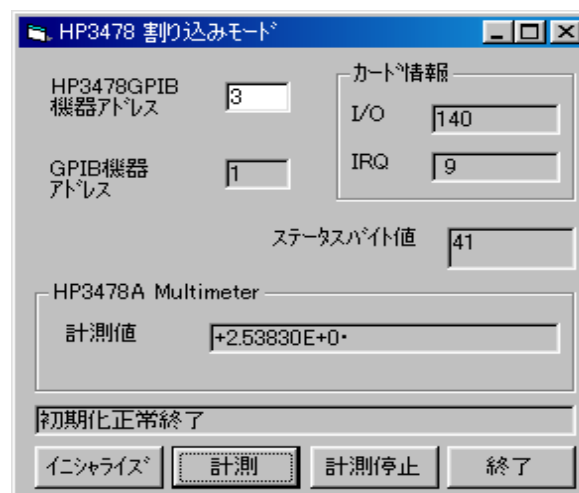 HP3478 割り込みモード
HP3478GPIB
機器アドレス
3
カード情報
I/O
140
IRQ
9
GPIB機器
アドレス
1
ステータスバイト値
41
HP3478A Multimeter
計測値
+2.53830E+0・
初期化正常終了
イニシャライズ
計測
計測停止
終了